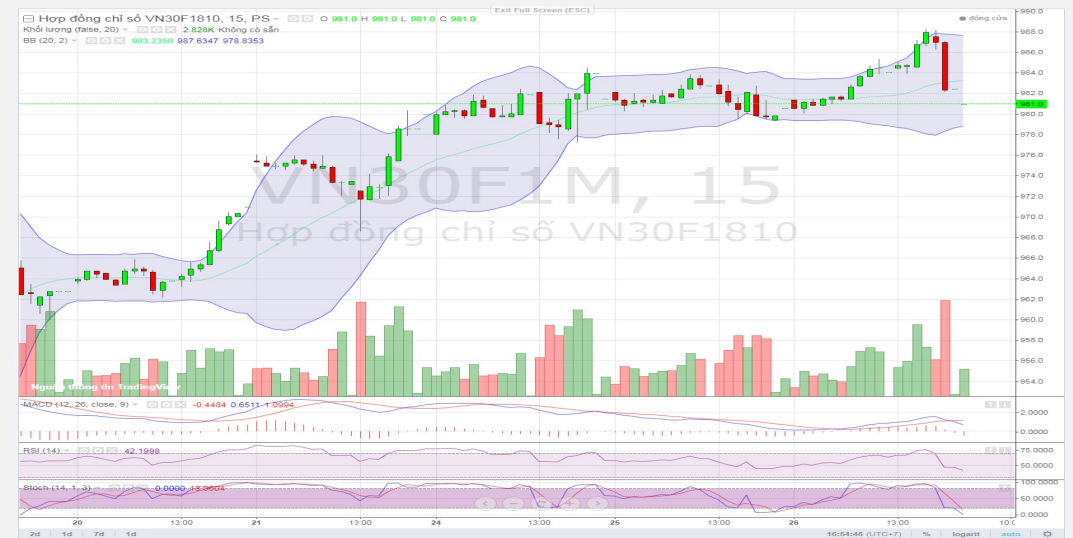 Exit Full Screen (ESC)
Hợp đồng chỉ số VN30F1810, 15, PS O 981.0 H 981.0 L 981.0 C 981.0
đóng cửa
Khối lượng (false, 20) 2.828K Không có sẵn
BB (20, 2) 983.2350 987.6347 978.8353
990.0
988.0
986.0
984.0
982.0
981.0
980.0
978.0
976.0
974.0
972.0
970.0
968.0
966.0
964.0
962.0
960.0
958.0
956.0
954.0
VN30F1M, 15
Hợp đồng chỉ số VN30F1810
Nguồn thông tin TradingView
MACD (12, 26, close, 9) -0.4484 0.6511 1.0994
2.0000
0.0000
RSI (14) 42.1998
75.0000
50.0000
Stoch (14, 1, 3) 0.0000
100.0000
50.0000
0.0000
20 13:00 21 13:00 24 13:00 25 13:00 26 13:00
2d 1d 7d 1d 16:54:46 (UTC+7) % logarit auto